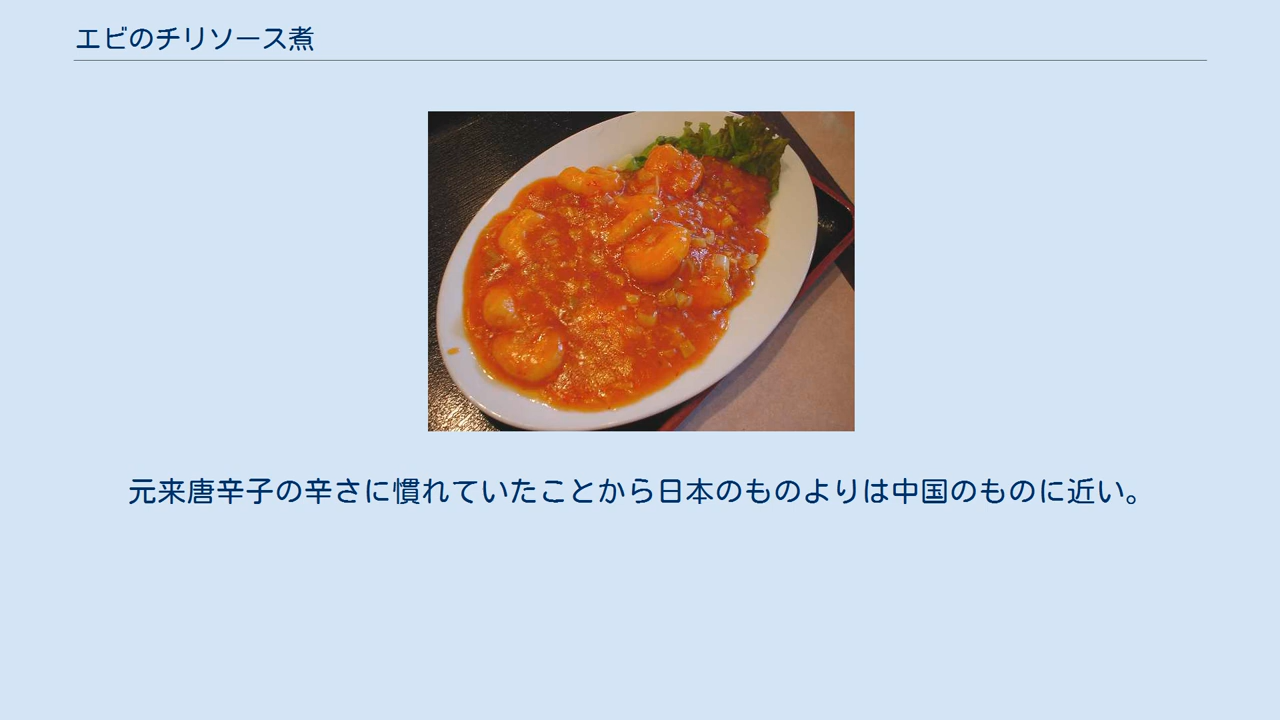 エビのチリソース煮
元来唐辛子の辛さに慣れていたことから日本のものよりは中国のものに近い。